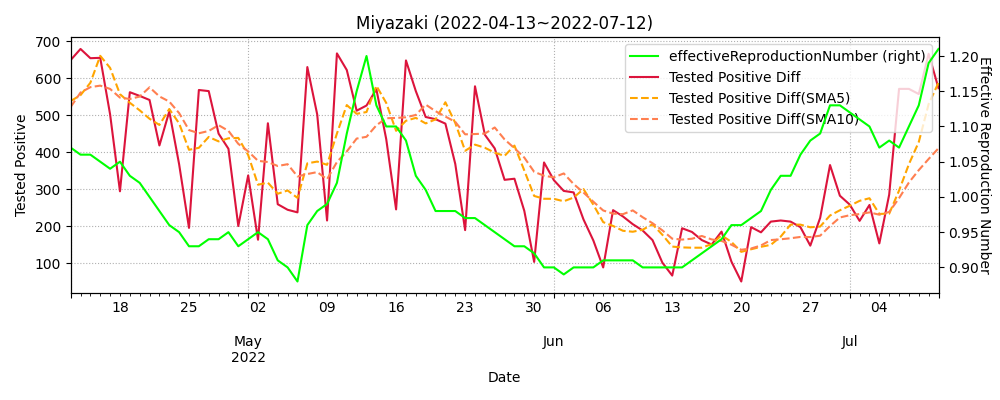 Miyazaki (2022-04-13~2022-07-12)
700
600
500
400
300
200
100
Tested Positive
effectiveReproductionNumber (right)
Tested Positive Diff
Tested Positive Diff(SMA5)
Tested Positive Diff(SMA10)
1.20
1.15
1.10
1.05
1.00
0.95
0.90
Effective Reproduction Number
18 25 02 09 16 23 30 06 13 20 27 04
May Jun Jul
2022
Date